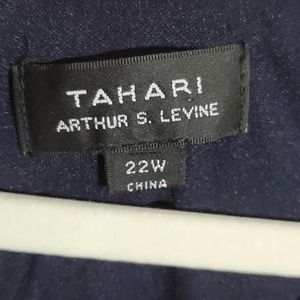 TAHARI
ARTHUR S. LEVINE
22W
CHINA